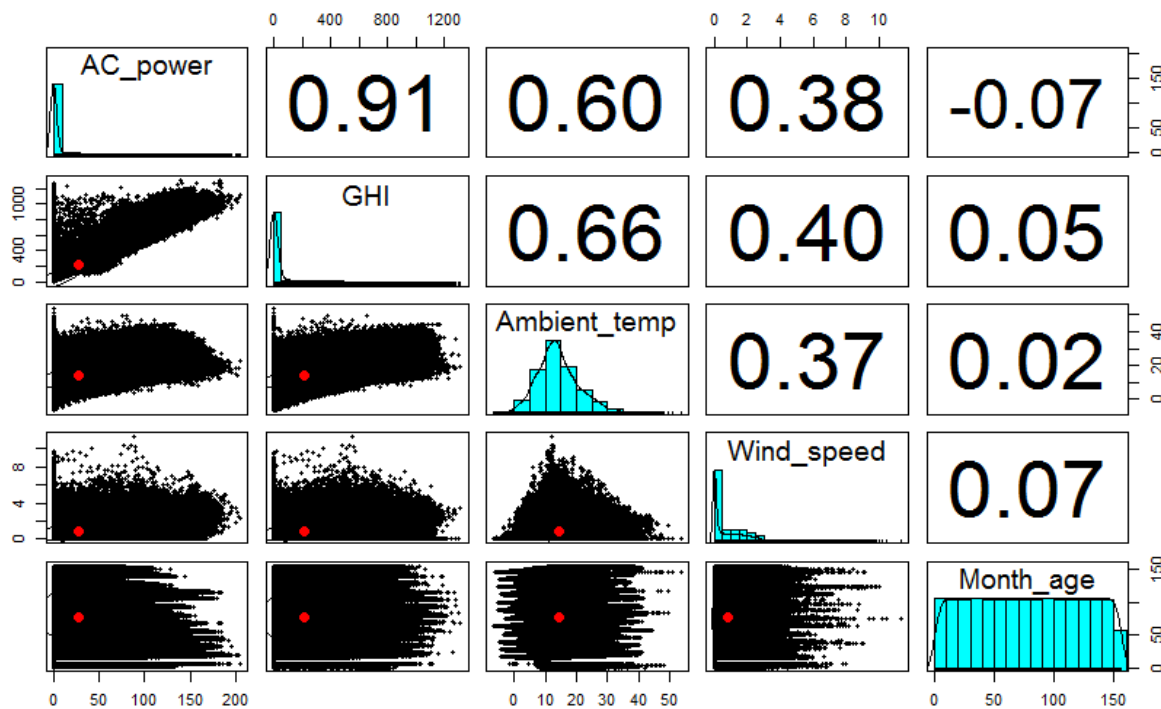 0 400 800 1200 0 2 4 6 8 10
AC_power 0.91 0.60 0.38 -0.07 0 50 150
0 400 1000 GHI 0.66 0.40 0.05
Ambient_temp 0.37 0.02 0 20 40
0 4 8 Wind_speed 0.07
Month_age 0 50 100 150
0 50 100 150 200 0 10 20 30 40 50 0 50 100 150